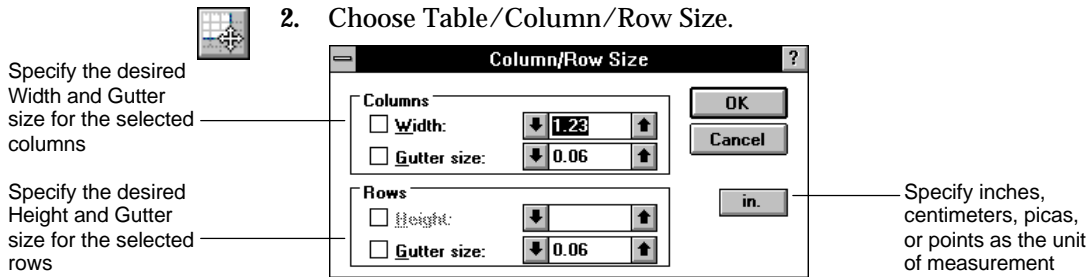 2. Choose Table/Column/Row Size.
Specify the desired
Width and Gutter
size for the selected
columns
Specify the desired
Height and Gutter
size for the selected
rows
Column/Row Size
?
Columns
Width:
1.23
Gutter size:
0.06
Rows
Height:
Gutter size:
0.06
OK
Cancel
in.
Specify inches,
centimeters, picas,
or points as the unit
of measurement